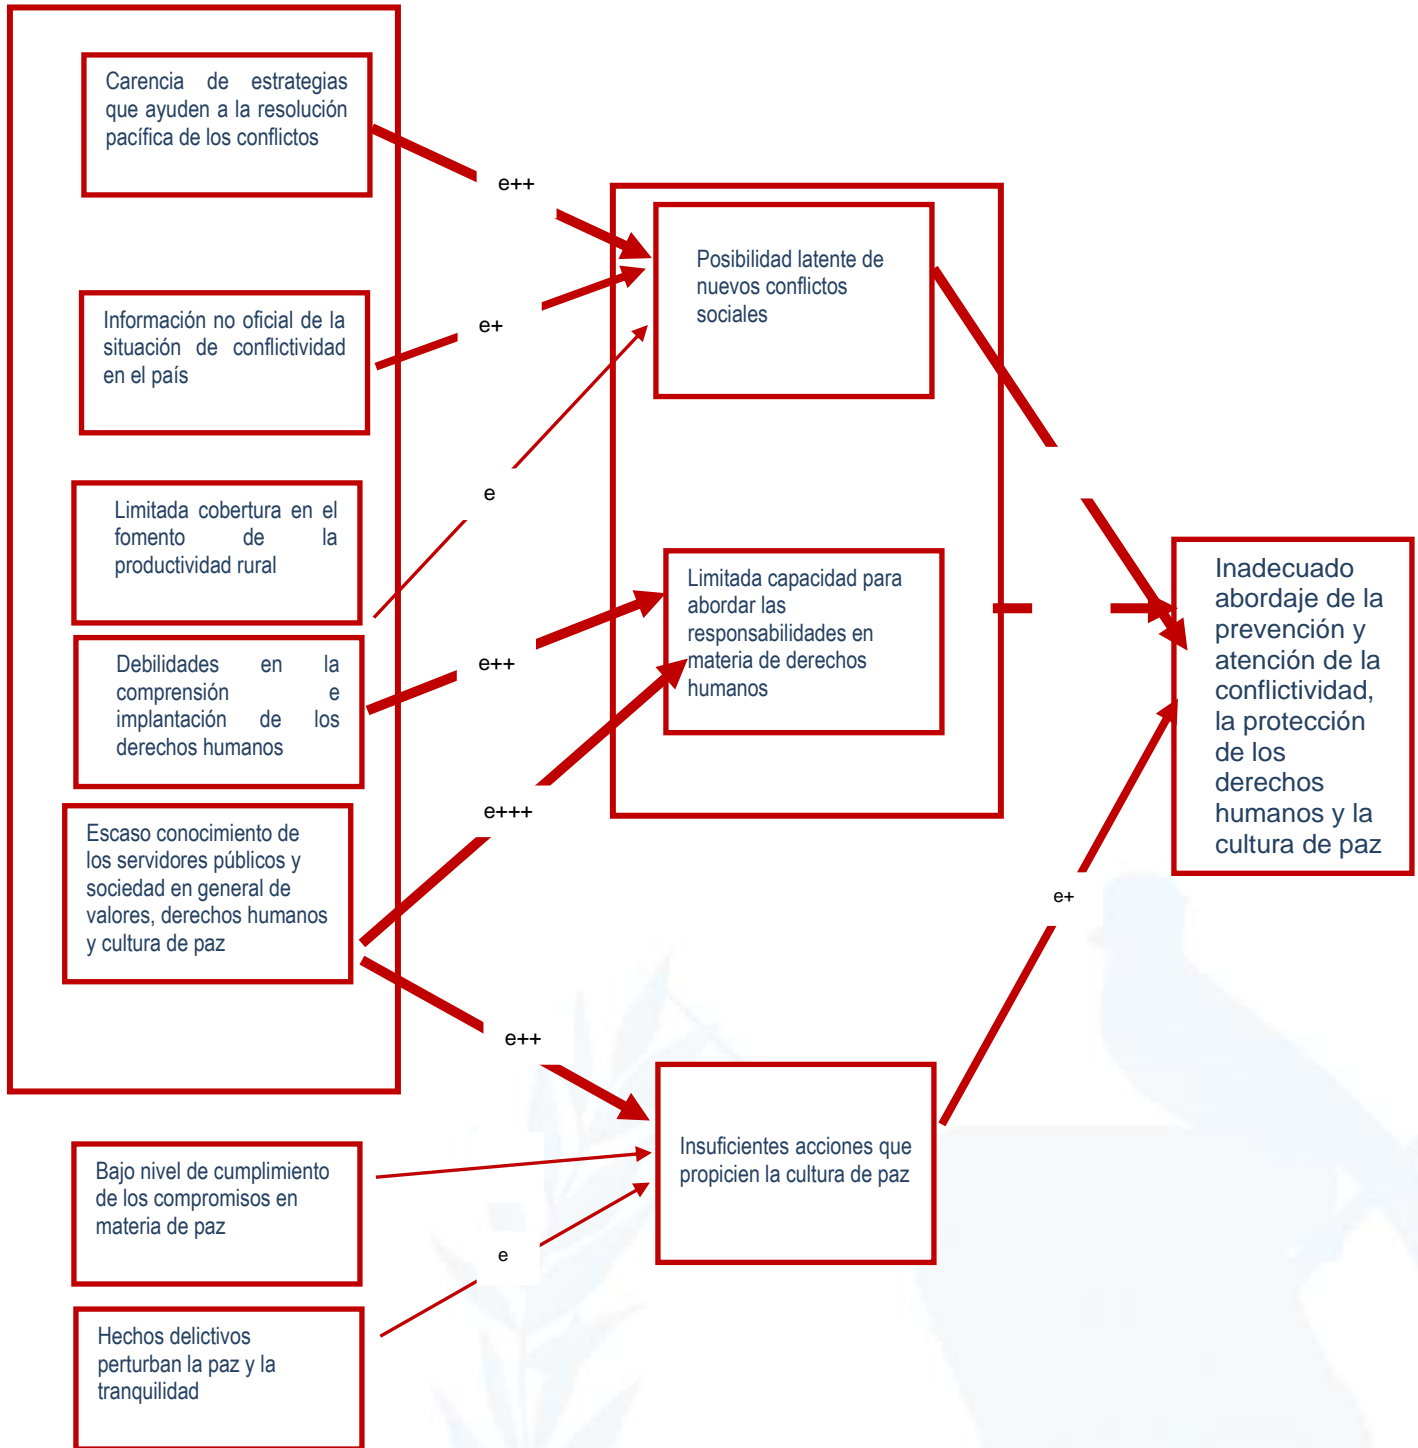 Carencia de estrategias
que ayuden a la resolución
pacífica de los conflictos
e++
Posibilidad latente de
nuevos conflictos
sociales
Información no oficial de la
situación de conflictividad
en el país
e+
Limitada cobertura en el
fomento de la
productividad rural
e
Limitada capacidad para
abordar las
responsabilidades en
materia de derechos
humanos
Inadecuado
abordaje de la
prevención y
atención de la
conflictividad,
la protección
de los
derechos
humanos y la
cultura de paz
Debilidades en la
comprensión e
implantación de los
derechos humanos
e++
Escaso conocimiento de
los servidores públicos y
sociedad en general de
valores, derechos humanos
y cultura de paz
e+++
e+
e++
Insuficientes acciones que
propicien la cultura de paz
Bajo nivel de cumplimiento
de los compromisos en
materia de paz
e
Hechos delictivos
perturban la paz y la
tranquilidad